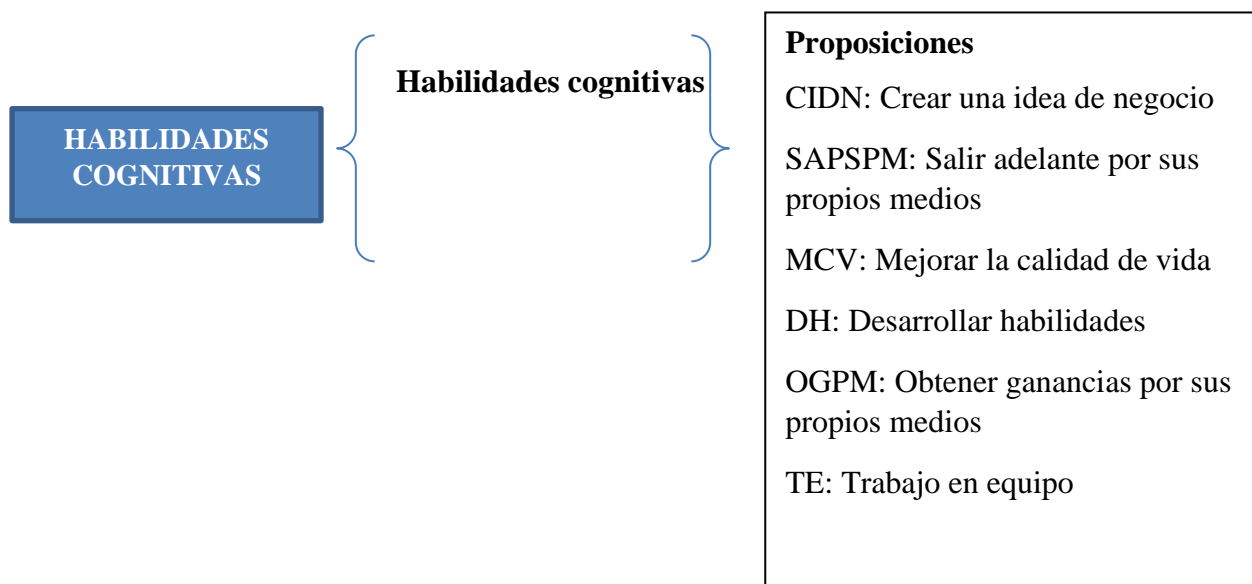 HABILIDADES
COGNITIVAS
Habilidades cognitivas
Proposiciones
CIDN: Crear una idea de negocio
SAPSPM: Salir adelante por sus
propios medios
MCV: Mejorar la calidad de vida
DH: Desarrollar habilidades
OGPM: Obtener ganancias por sus
propios medios
TE: Trabajo en equipo